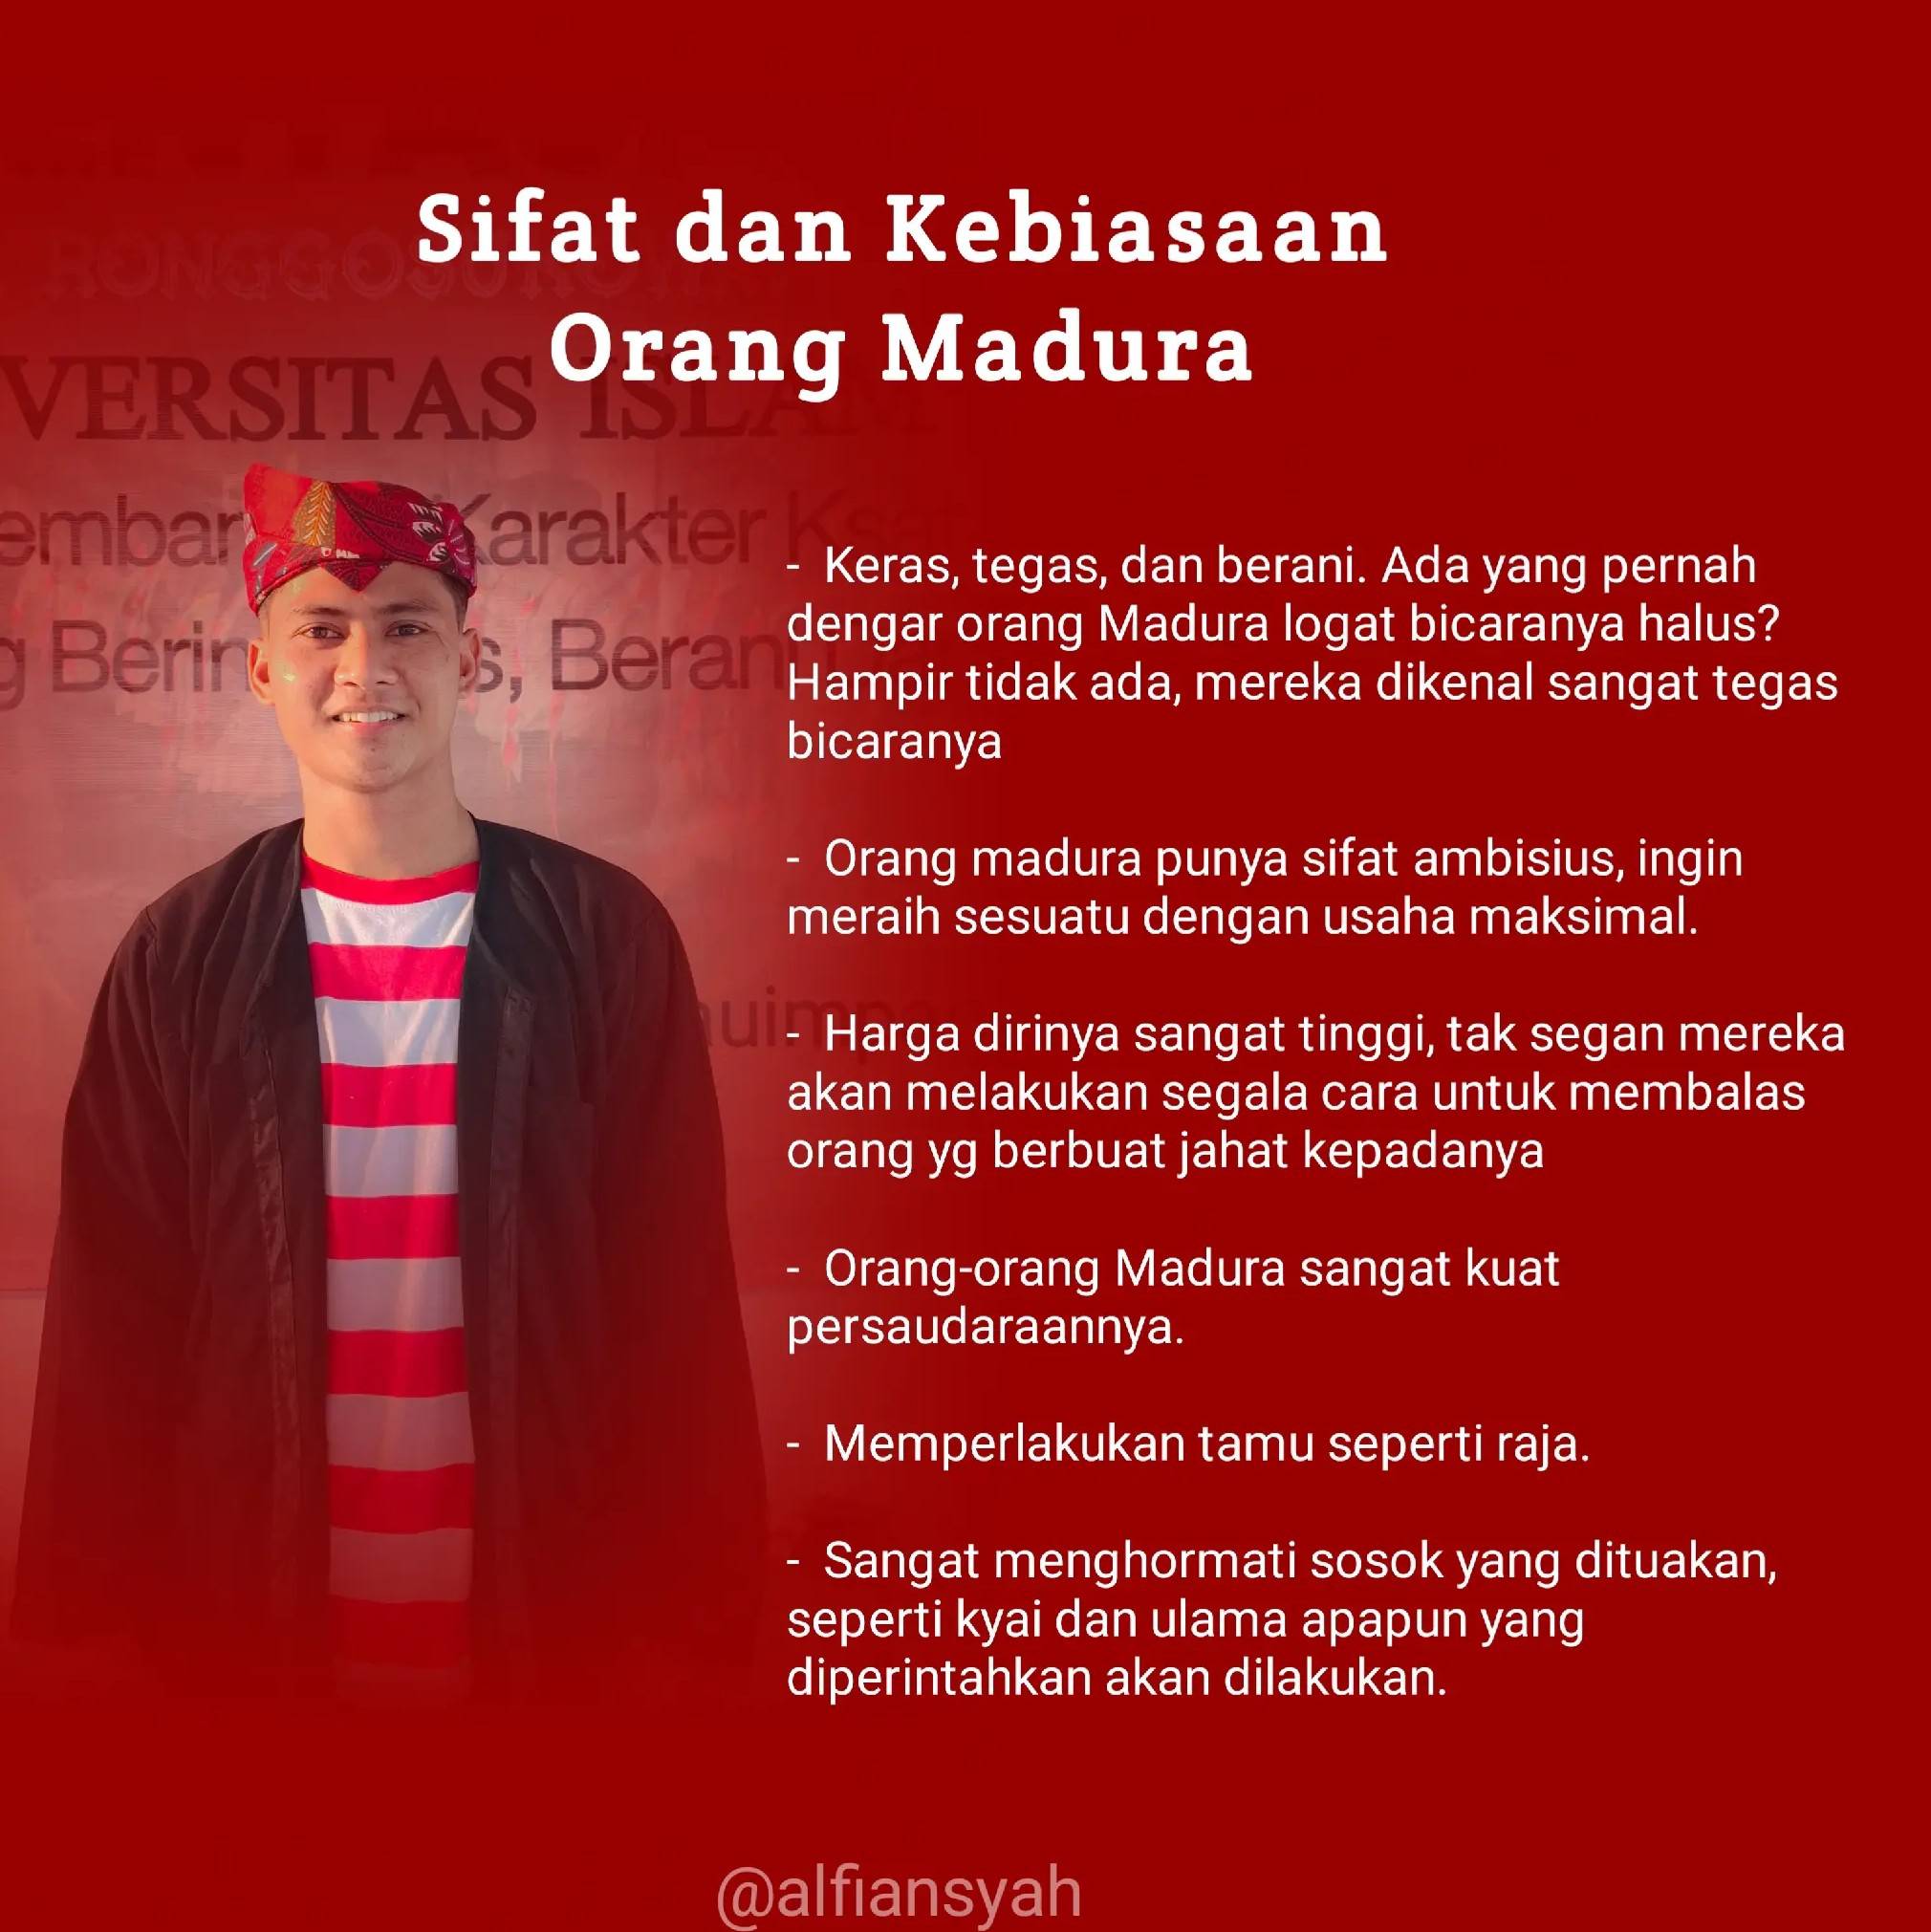 Sifat dan Kebiasaan
Orang Madura
RONGGO
VERSITAS ISLAM
Karakter
- Keras, tegas, dan berani. Ada yang pernah
dengar orang Madura logat bicaranya halus?
Hampir tidak ada, mereka dikenal sangat tegas
bicaranya
- Orang madura punya sifat ambisius, ingin
meraih sesuatu dengan usaha maksimal.
- Harga dirinya sangat tinggi, tak segan mereka
akan melakukan segala cara untuk membalas
orang yg berbuat jahat kepadanya
- Orang-orang Madura sangat kuat
persaudaraannya.
- Memperlakukan tamu seperti raja.
- Sangat menghormati sosok yang dituakan,
seperti kyai dan ulama apapun yang
diperintahkan akan dilakukan.
@alfiansyah